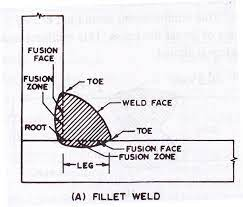 FUSION
FACE
FUSION
ZONE
TOE
WELD FACE
TOE
ROOT
FUSION FACE
FUSION ZONE
LEG
(A) FILLET WELD